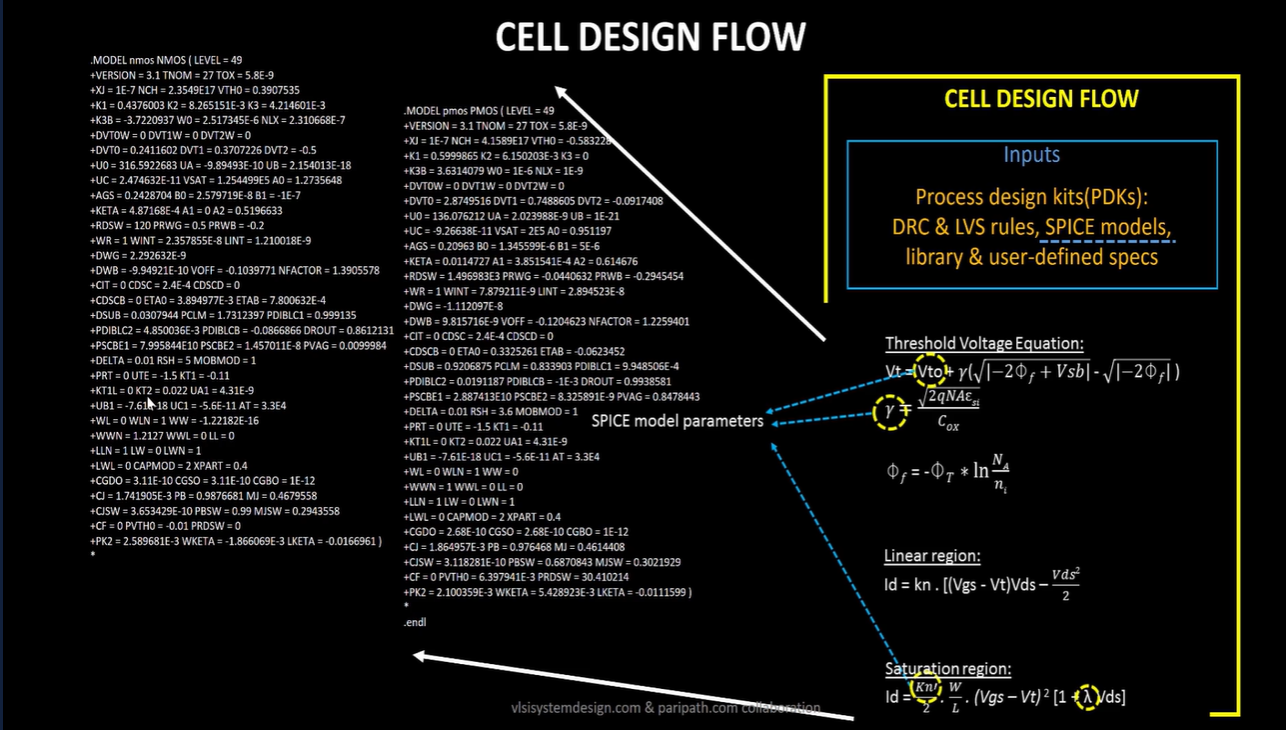 CELL DESIGN FLOW
.MODEL nmos NMOS ( LEVEL = 49
+VERSION = 3.1 TNOM = 27 TOX = 5.8E-9
+XJ = 1E-7 NCH = 2.3549E17 VTH0 = 0.3907535
+K1 = 0.4376003 K2 = 8.265151E-3 K3 = 4.214601E-3
+K3B = -3.7220937 W0 = 2.517345E-6 NLX = 2.310668E-7
+DVT0W = 0 DVT1W = 0 DVT2W = 0
+DVT0 = 0.2411602 DVT1 = 0.3707226 DVT2 = -0.5
+U0 = 316.5922683 UA = -9.89493E-10 UB = 2.154013E-18
+UC = 2.474632E-11 VSAT = 1.254499E5 A0 = 1.2735648
+AGS = 0.2428704 B0 = 2.579719E-8 B1 = -1E-7
+KETA = 4.87168E-4 A1 = 0 A2 = 0.5196633
+RDSW = 120 PRWG = 0.5 PRWB = -0.2
+WR = 1 WINT = 2.357855E-8 LINT = 1.210018E-9
+DWG = 2.292632E-9
+DWB = -9.94921E-10 VOFF = -0.1039771 NFACTOR = 1.3905578
+CIT = 0 CDSC = 2.4E-4 CDSCD = 0
+CDSCB = 0 ETA0 = 3.894977E-3 ETAB = 7.800632E-4
+DSUB = 0.0307944 PCLM = 1.7312397 PDIBLC1 = 0.999135
+PDIBLC2 = 4.850036E-3 PDIBLCB = -0.0866866 DROUT = 0.8612131
+PSCBE1 = 7.995844E10 PSCBE2 = 1.457011E-8 PVAG = 0.0099984
+DELTA = 0.01 RSH = 5 MOBMOD = 1
+PRT = 0 UTE = -1.5 KT1 = -0.11
+KT1L = 0 KT2 = 0.022 UA1 = 4.31E-9
+UB1 = -7.61E-18 UC1 = -5.6E-11 AT = 3.3E4
+WL = 0 WLN = 1 WW = -1.22182E-16
+WWN = 1.2127 WWL = 0 LL = 0
+LLN = 1 LW = 0 LWN = 1
+LWL = 0 CAPMOD = 2 XPART = 0.4
+CGDO = 3.11E-10 CGSO = 3.11E-10 CGBO = 1E-12
+CJ = 1.741905E-3 PB = 0.9876681 MJ = 0.4679558
+CJSW = 3.653429E-10 PBSW = 0.99 MJSW = 0.2943558
+CF = 0 PVTH0 = -0.01 PRDSW = 0
+PK2 = 2.589681E-3 WKETA = -1.866069E-3 LKETA = -0.0166961 )
*
.MODEL pmos PMOS ( LEVEL = 49
+VERSION = 3.1 TNOM = 27 TOX = 5.8E-9
+XJ = 1E-7 NCH = 4.1589E17 VTH0 = -0.583228
+K1 = 0.5999865 K2 = 6.150203E-3 K3 = 0
+K3B = 3.6314079 W0 = 1E-6 NLX = 1E-9
+DVT0W = 0 DVT1W = 0 DVT2W = 0
+DVT0 = 2.8749516 DVT1 = 0.7488605 DVT2 = -0.0917408
+U0 = 136.076212 UA = 2.023988E-9 UB = 1E-21
+UC = -9.26638E-11 VSAT = 2E5 A0 = 0.951197
+AGS = 0.20963 B0 = 1.345599E-6 B1 = 5E-6
+KETA = 0.0114727 A1 = 3.851541E-4 A2 = 0.614676
+RDSW = 1.496983E3 PRWG = -0.0440632 PRWB = -0.2945454
+WR = 1 WINT = 7.879211E-9 LINT = 2.894523E-8
+DWG = -1.112097E-8
+DWB = 9.815716E-9 VOFF = -0.1204623 NFACTOR = 1.2259401
+CIT = 0 CDSC = 2.4E-4 CDSCD = 0
+CDSCB = 0 ETA0 = 0.3325261 ETAB = -0.0623452
+DSUB = 0.9206875 PCLM = 0.833903 PDIBLC1 = 9.948506E-4
+PDIBLC2 = 0.0191187 PDIBLCB = -1E-3 DROUT = 0.9938581
+PSCBE1 = 2.887413E10 PSCBE2 = 8.325891E-9 PVAG = 0.8478443
+DELTA = 0.01 RSH = 3.6 MOBMOD = 1
+PRT = 0 UTE = -1.5 KT1 = -0.11
+KT1L = 0 KT2 = 0.022 UA1 = 4.31E-9
+UB1 = -7.61E-18 UC1 = -5.6E-11 AT = 3.3E4
+WL = 0 WLN = 1 WW = 0
+WWN = 1 WWL = 0 LL = 0
+LLN = 1 LW = 0 LWN = 1
+LWL = 0 CAPMOD = 2 XPART = 0.4
+CGDO = 2.68E-10 CGSO = 2.68E-10 CGBO = 1E-12
+CJ = 1.864957E-3 PB = 0.976468 MJ = 0.4614408
+CJSW = 3.118281E-10 PBSW = 0.6870843 MJSW = 0.3021929
+CF = 0 PVTH0 = 6.397941E-3 PRDSW = 30.410214
+PK2 = 2.100359E-3 WKETA = 5.428923E-3 LKETA = -0.0111599 )
*
.endl
SPICE model parameters
CELL DESIGN FLOW
Inputs
Process design kits(PDKs):
DRC & LVS rules, SPICE models,
library & user-defined specs
Threshold Voltage Equation:
Vt = Vto + γ(√|−2Φf + Vsb| - √|−2Φf| )
γ = √2qNAεsi / Cox
Φf = -ΦT ∗ ln NA/ni
Linear region:
Id = kn . [(Vgs - Vt)Vds − Vds²/2
Saturation region:
Id = Kn′/2 . W/L . (Vgs − Vt)² [1 + λ Vds]
vlsisystemdesign.com & paripath.com collaboration